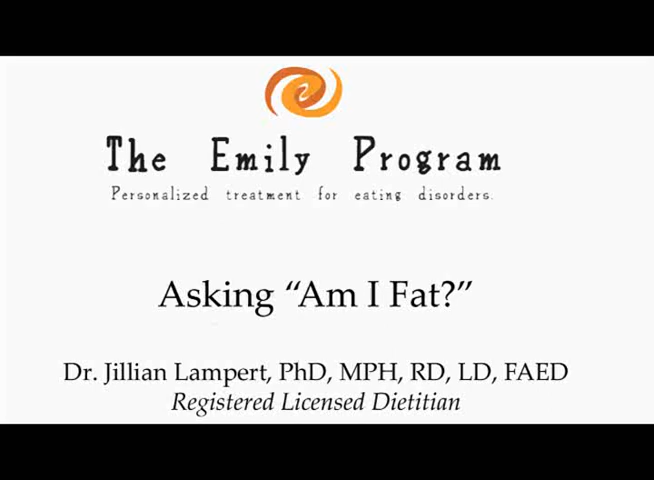 The Emily Program
Personalized treatment for eating disorders.
Asking “Am I Fat?”
Dr. Jillian Lampert, PhD, MPH, RD, LD, FAED
Registered Licensed Dietitian